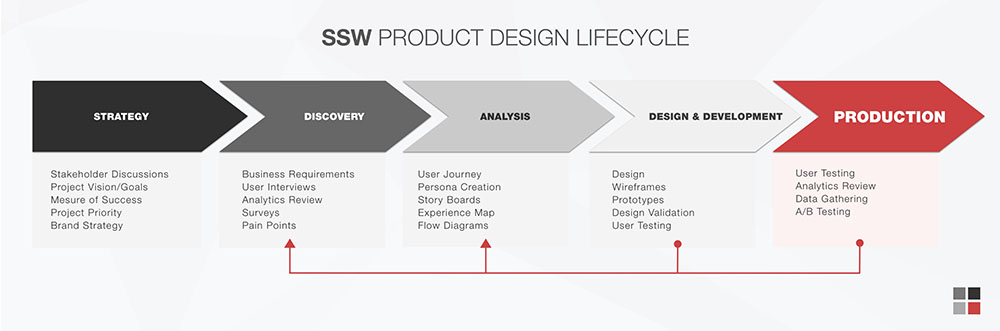 SSW PRODUCT DESIGN LIFECYCLE
STRATEGY
Stakeholder Discussions
Project Vision/Goals
Mesure of Success
Project Priority
Brand Strategy
DISCOVERY
Business Requirements
User Interviews
Analytics Review
Surveys
Pain Points
ANALYSIS
User Journey
Persona Creation
Story Boards
Experience Map
Flow Diagrams
DESIGN & DEVELOPMENT
Design
Wireframes
Prototypes
Design Validation
User Testing
PRODUCTION
User Testing
Analytics Review
Data Gathering
A/B Testing